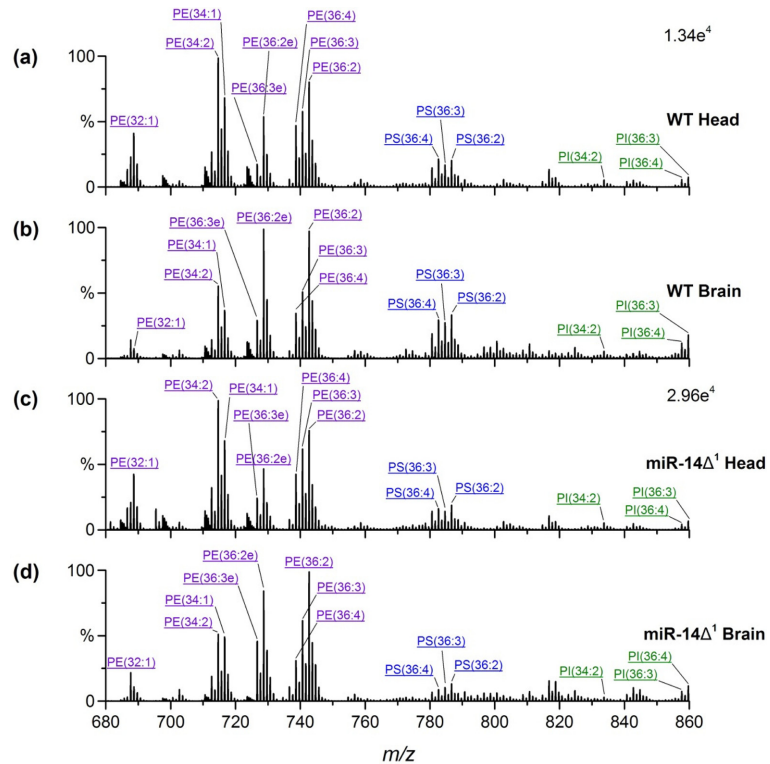 (a)
PE(34:1)
PE(36:4)
PE(34:2)
PE(36:2e)
PE(36:3)
PE(36:2)
PE(36:3e)
PE(32:1)
1.34e⁴
WT Head
PS(36:3)
PS(36:4)
PS(36:2)
PI(34:2)
PI(36:3)
PI(36:4)
100
%
0
(b)
PE(36:3e)
PE(36:2e)
PE(36:2)
PE(34:1)
PE(36:3)
PE(34:2)
PE(36:4)
PE(32:1)
WT Brain
PS(36:3)
PS(36:4)
PS(36:2)
PI(34:2)
PI(36:3)
PI(36:4)
100
%
0
(c)
PE(36:4)
PE(34:2)
PE(34:1)
PE(36:3)
PE(36:3e)
PE(36:2)
PE(36:2e)
PE(32:1)
2.96e⁴
miR-14Δ¹ Head
PS(36:3)
PS(36:4)
PS(36:2)
PI(34:2)
PI(36:3)
PI(36:4)
100
%
0
(d)
PE(36:2e)
PE(36:2)
PE(36:3e)
PE(36:3)
PE(34:1)
PE(36:4)
PE(34:2)
PE(32:1)
miR-14Δ¹ Brain
PS(36:3)
PS(36:4)
PS(36:2)
PI(34:2)
PI(36:4)
PI(36:3)
100
%
0
680 700 720 740 760 780 800 820 840 860
m/z